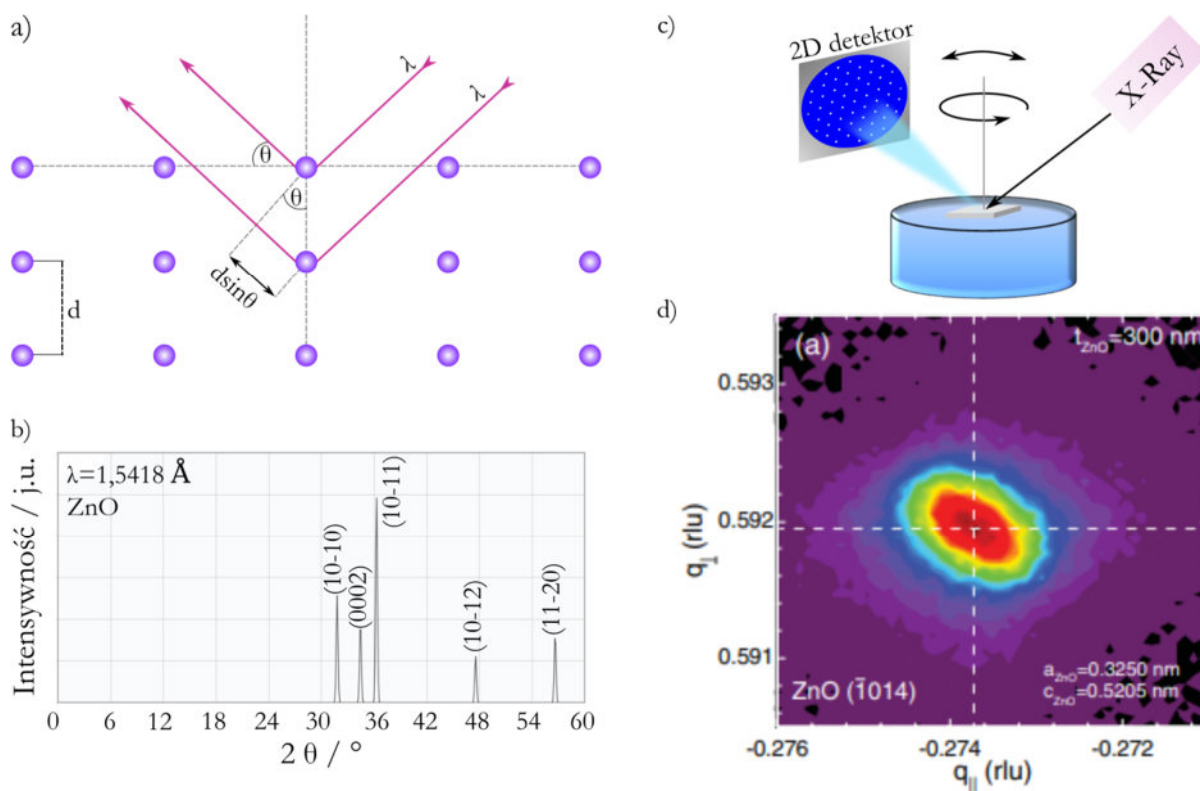 a)
λ
λ
θ
θ
dsinθ
d
b)
λ=1,5418 Å
ZnO
Intensywność / j.u.
(10-10)
(0002)
(10-11)
(10-12)
(11-20)
0 6 12 18 24 30 36 42 48 54 60
2 θ / °
c)
2D detektor
X-Ray
d)
(a)
t_ZnO=300 nm
0.593
0.592
0.591
q⊥ (rlu)
ZnO (1̄014)
a_ZnO=0.3250 nm
c_ZnO=0.5205 nm
-0.276 -0.274 -0.272
q|| (rlu)